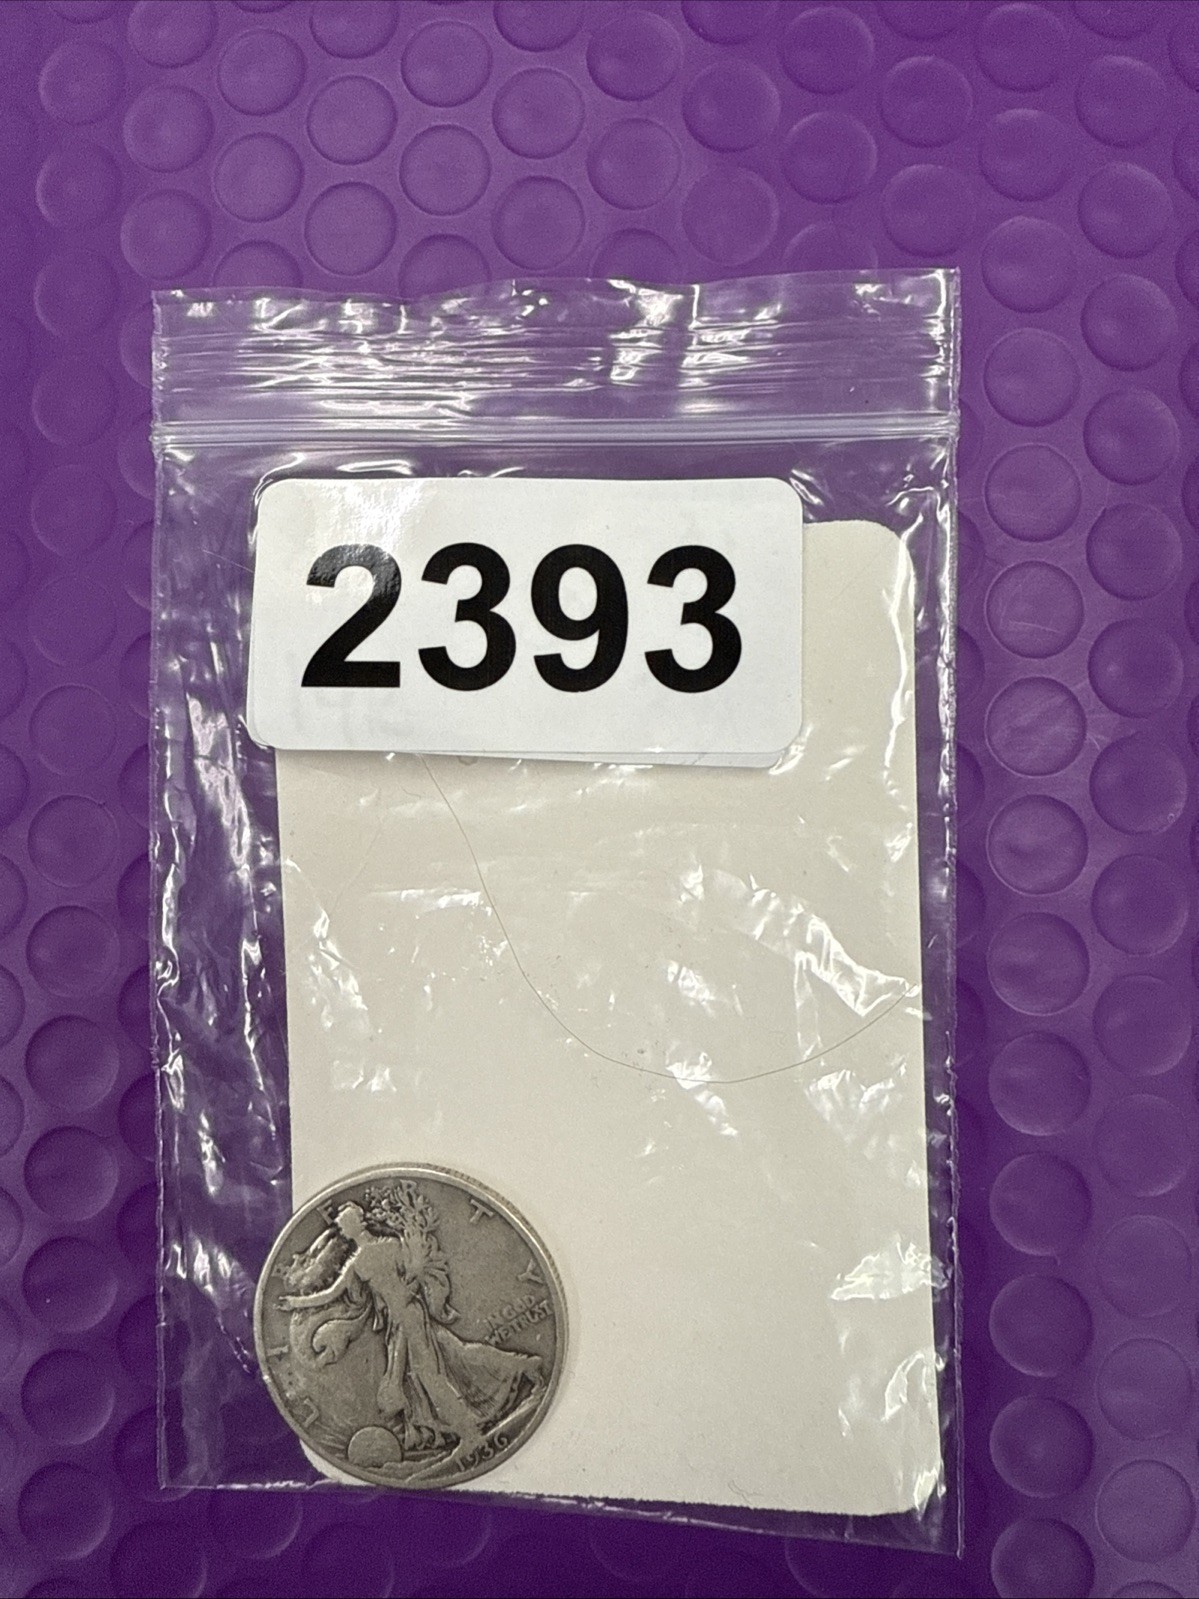 2393
LIBERTY
IN GOD
WE TRUST
1936